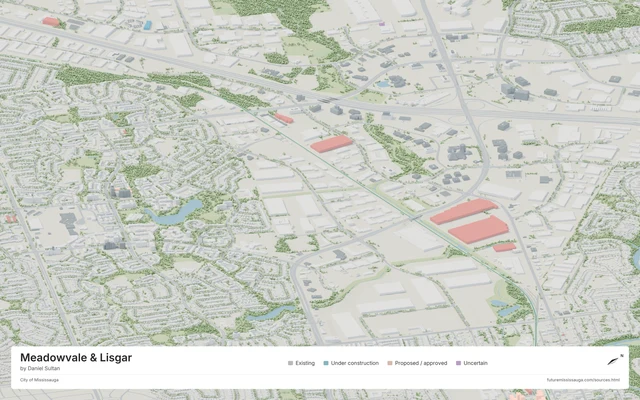 Meadowvale & Lisgar
by Daniel Sultan
Existing
Under construction
Proposed / approved
Uncertain
N
City of Mississauga
futuremississauga.com/sources.html